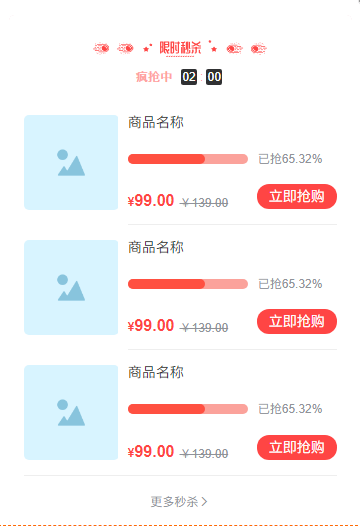 限时秒杀
疯抢中 02 : 00
商品名称
已抢65.32%
¥99.00 ¥139.00 立即抢购
商品名称
已抢65.32%
¥99.00 ¥139.00 立即抢购
商品名称
已抢65.32%
¥99.00 ¥139.00 立即抢购
更多秒杀 >